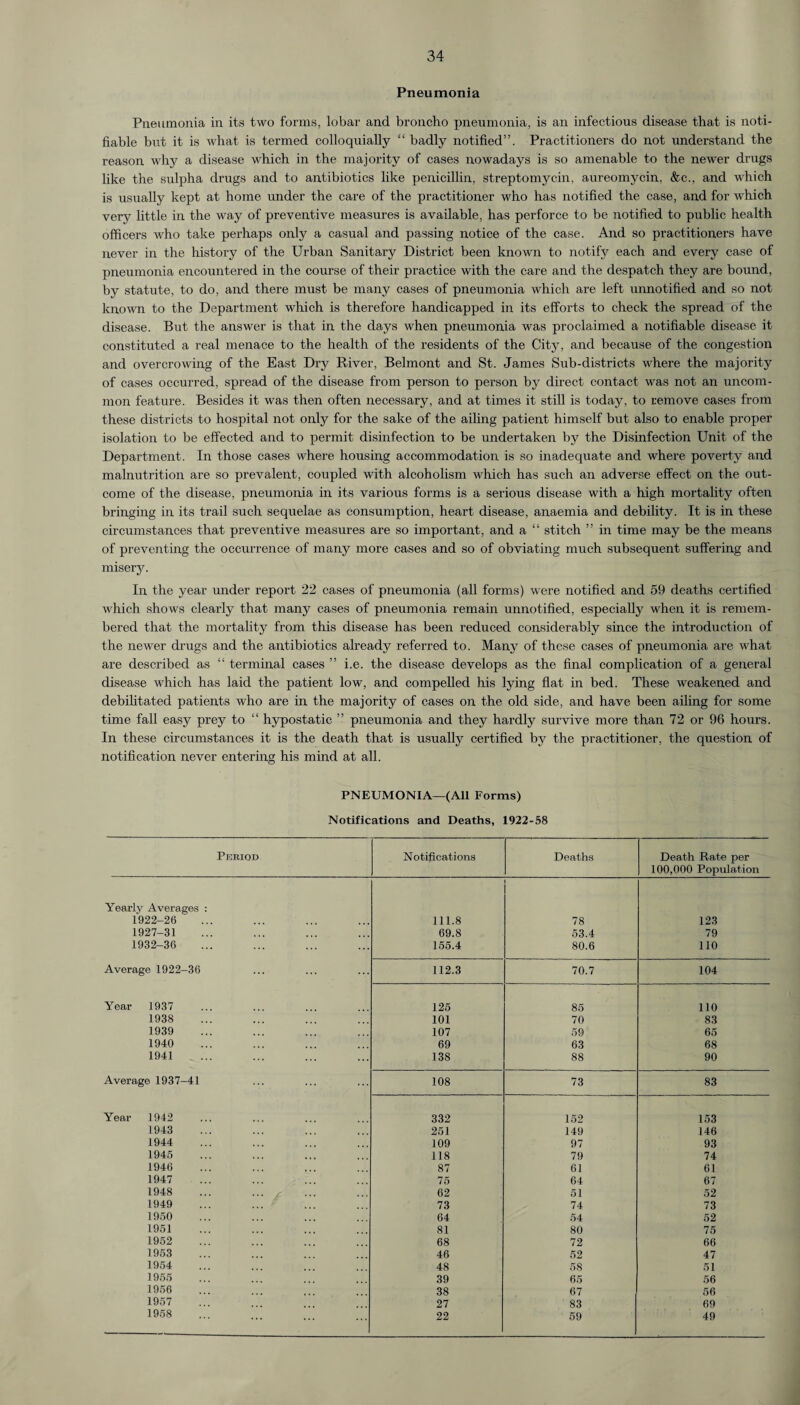 34
Pneumonia
Pneumonia in its two forms, lobar and broncho pneumonia, is an infectious disease that is noti-
fiable but it is what is termed colloquially “ badly notified”. Practitioners do not understand the
reason why a disease which in the majority of cases nowadays is so amenable to the newer drugs
like the sulpha drugs and to antibiotics like penicillin, streptomycin, aureomycin, &c., and which
is usually kept at home under the care of the practitioner who has notified the case, and for which
very little in the way of preventive measures is available, has perforce to be notified to public health
officers who take perhaps only a casual and passing notice of the case. And so practitioners have
never in the history of the Urban Sanitary District been known to notify each and every case of
pneumonia encountered in the course of their practice with the care and the despatch they are bound,
by statute, to do, and there must be many cases of pneumonia which are left unnotified and so not
known to the Department which is therefore handicapped in its efforts to check the spread of the
disease. But the answer is that in the days when pneumonia was proclaimed a notifiable disease it
constituted a real menace to the health of the residents of the City, and because of the congestion
and overcrowing of the East Dry River, Belmont and St. James Sub-districts where the majority
of cases occurred, spread of the disease from person to person by direct contact was not an uncom-
mon feature. Besides it was then often necessary, and at times it still is today, to remove cases from
these districts to hospital not only for the sake of the ailing patient himself but also to enable proper
isolation to be effected and to permit disinfection to be undertaken by the Disinfection Unit of the
Department. In those cases where housing accommodation is so inadequate and where poverty and
malnutrition are so prevalent, coupled with alcoholism which has such an adverse effect on the out-
come of the disease, pneumonia in its various forms is a serious disease with a high mortality often
bringing in its trail such sequelae as consumption, heart disease, anaemia and debility. It is in these
circumstances that preventive measures are so important, and a “ stitch ” in time may be the means
of preventing the occurrence of many more cases and so of obviating much subsequent suffering and
misery.
In the year under report 22 cases of pneumonia (all forms) were notified and 59 deaths certified
which shows clearly that many cases of pneumonia remain unnotified, especially when it is remem-
bered that the mortality from this disease has been reduced considerably since the introduction of
the newer drugs and the antibiotics already referred to. Many of these cases of pneumonia are what
are described as “ terminal cases ” i.e. the disease develops as the final complication of a general
disease which has laid the patient low, and compelled his lying flat in bed. These weakened and
debilitated patients who are in the majority of cases on the old side, and have been ailing for some
time fall easy prey to “ hypostatic ” pneumonia and they hardly survive more than 72 or 96 hours.
In these circumstances it is the death that is usually certified by the practitioner, the question of
notification never entering his mind at all.
PNEUMONIA—(All Forms)
Notifications and Deaths, 1922-58
Period Notifications Deaths Death Rate per
100,000 Population
Yearly Averages :
1922-26 ... ... ... ... 111.8 78 123
1927-31 ... ... ... ... 69.8 53.4 79
1932-36 ... ... ... ... 155.4 80.6 110
Average 1922-36 ... ... ... 112.3 70.7 104
Year 1937 ... ... ... ... 125 85 110
1938 ... ... ... ... 101 70 83
1939 ... ... ... ... 107 59 65
1940 ... ... ... ... 69 63 68
1941 ... ... ... ... 138 88 90
Average 1937-41 ... ... ... 108 73 83
Year 1942 ... ... ... ... 332 152 153
1943 ... ... ... ... 251 149 146
1944 ... ... ... ... 109 97 93
1945 ... ... ... ... 118 79 74
1946 ... ... ... ... 87 61 61
1947 ... ... ... ... 75 64 67
1948 ... ... ... ... 62 51 52
1949 ... ... ... ... 73 74 73
1950 ... ... ... ... 64 54 52
1951 ... ... ... ... 81 80 75
1952 ... ... ... ... 68 72 66
1953 ... ... ... ... 46 52 47
1954 ... ... ... ... 48 58 51
1955 ... ... ... ... 39 65 56
1956 ... ... ... ... 38 67 56
1957 ... ... ... ... 27 83 69
1958 ... ... ... ... 22 59 49